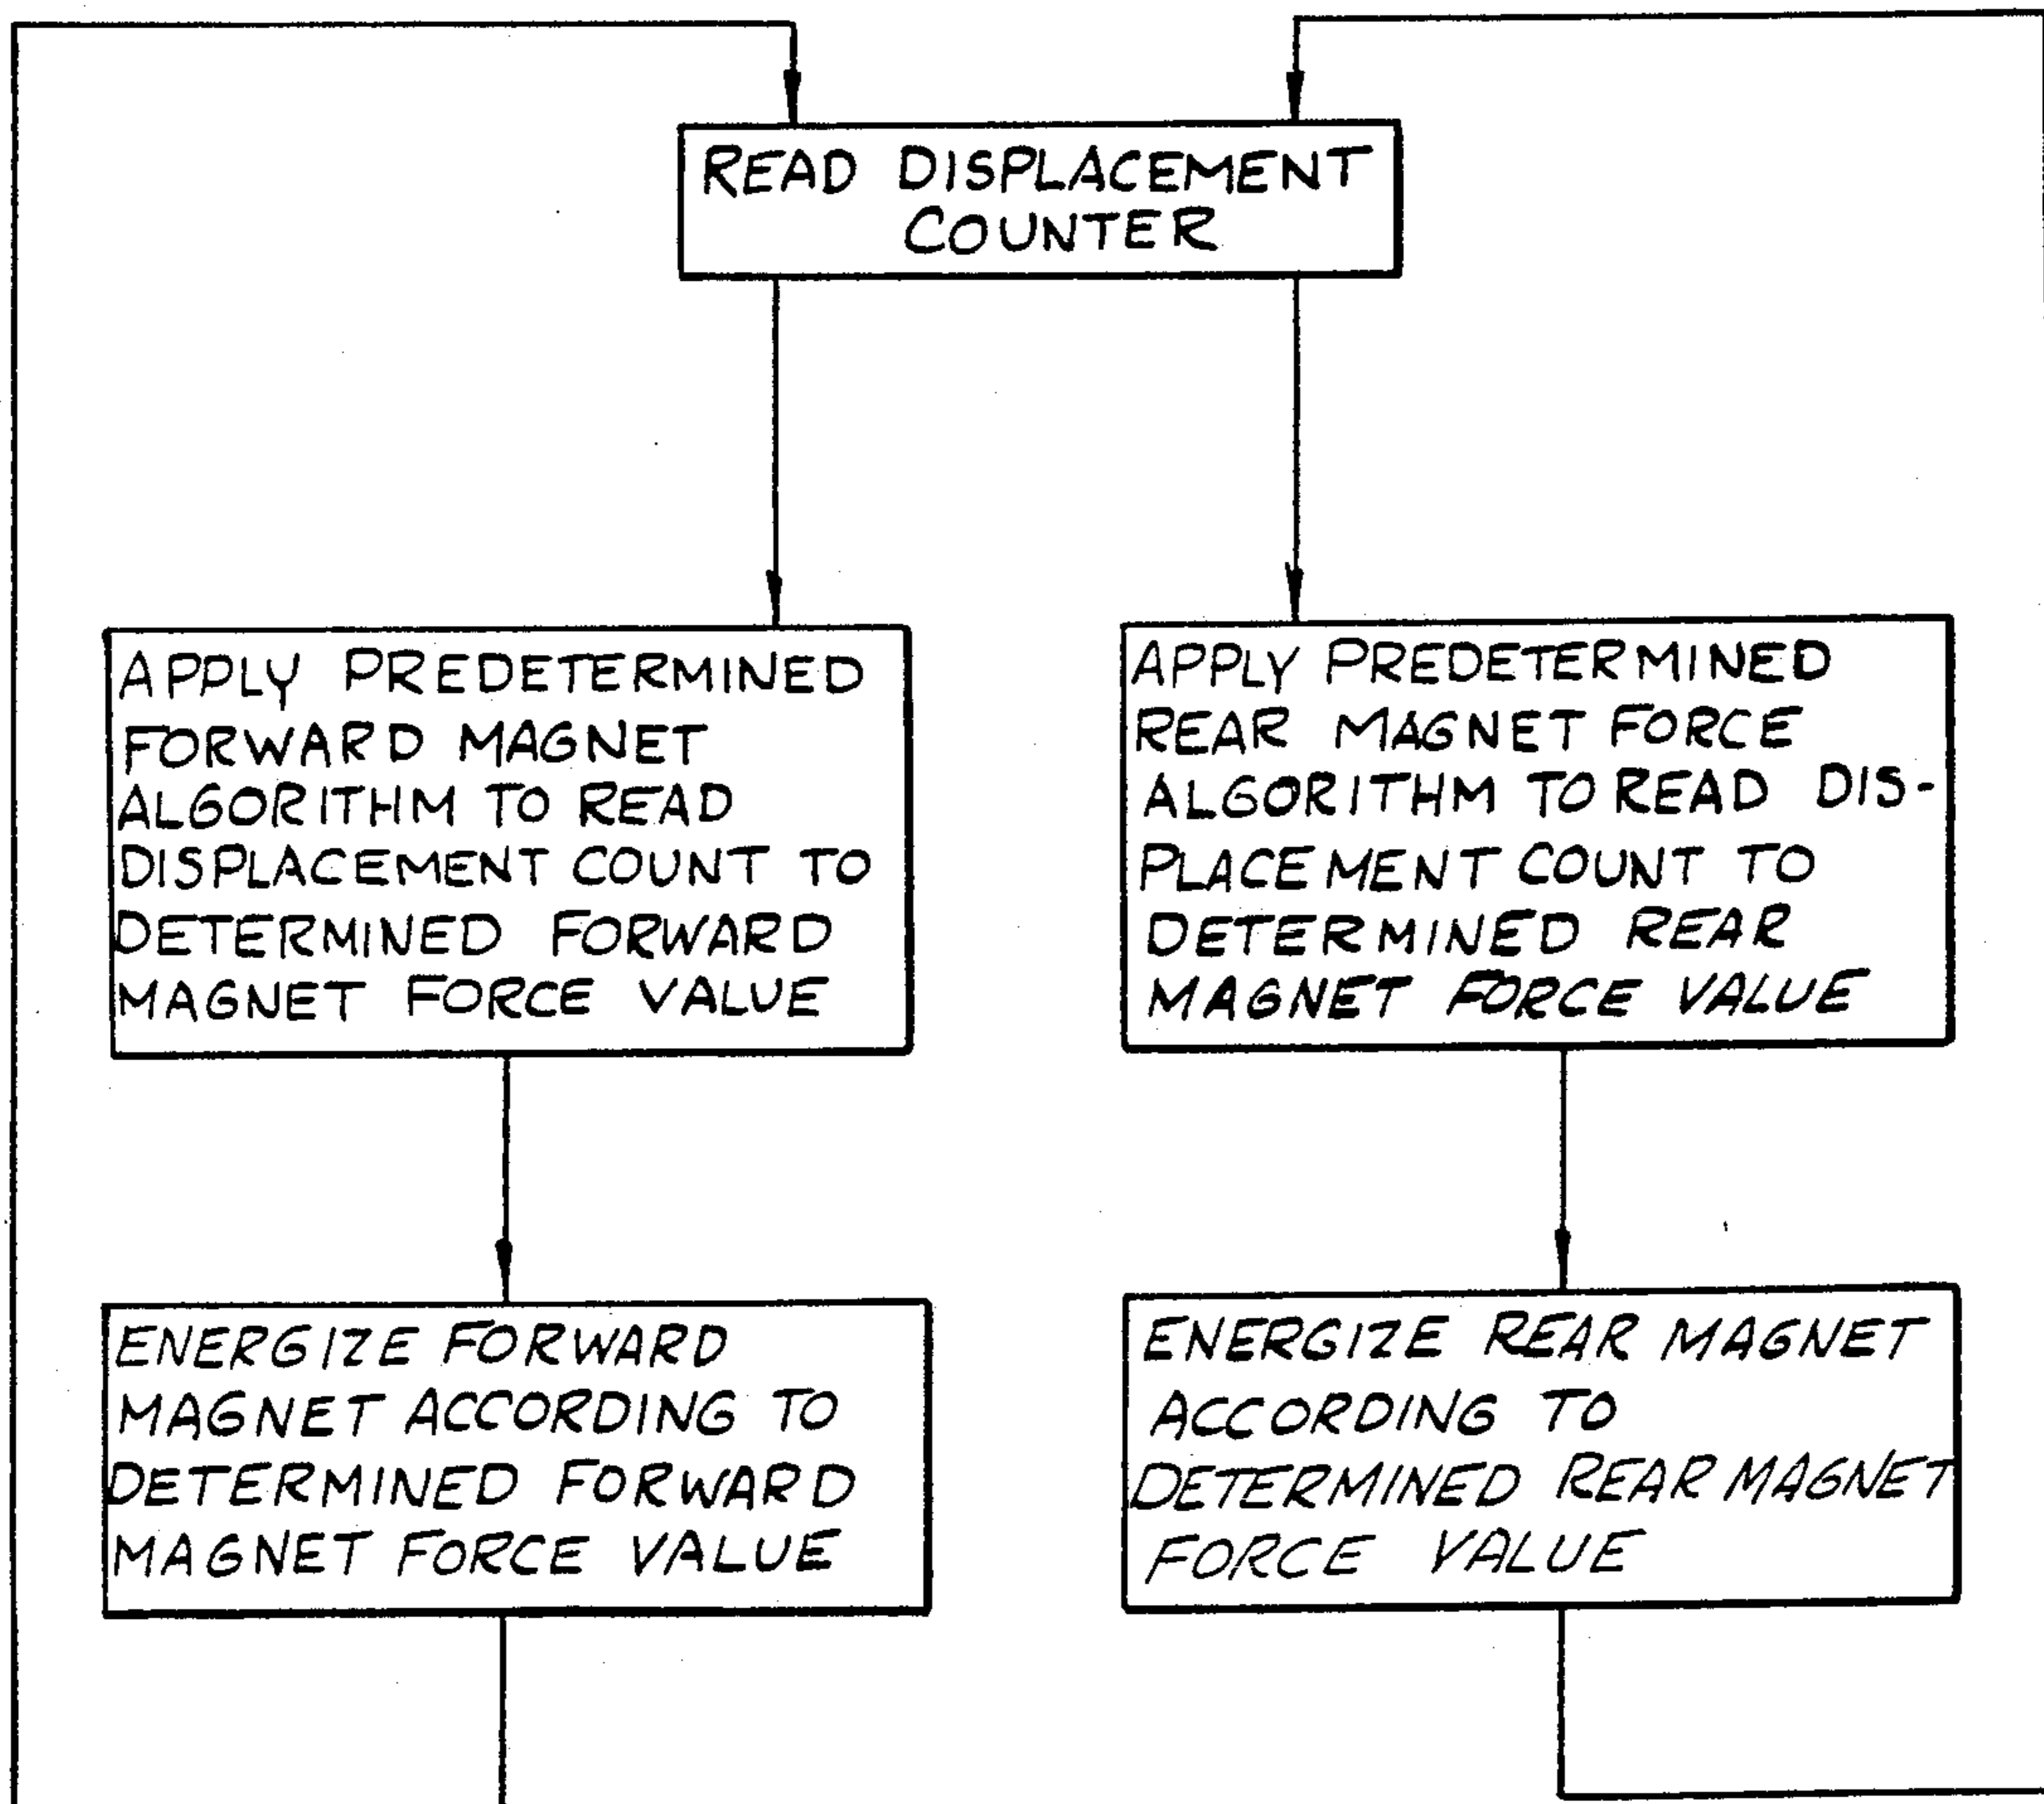 READ DISPLACEMENT
COUNTER
APPLY PREDETERMINED
FORWARD MAGNET
ALGORITHM TO READ
DISPLACEMENT COUNT TO
DETERMINED FORWARD
MAGNET FORCE VALUE
APPLY PREDETERMINED
REAR MAGNET FORCE
ALGORITHM TO READ DIS-
PLACEMENT COUNT TO
DETERMINED REAR
MAGNET FORCE VALUE
ENERGIZE FORWARD
MAGNET ACCORDING TO
DETERMINED FORWARD
MAGNET FORCE VALUE
ENERGIZE REAR MAGNET
ACCORDING TO
DETERMINED REAR MAGNET
FORCE VALUE